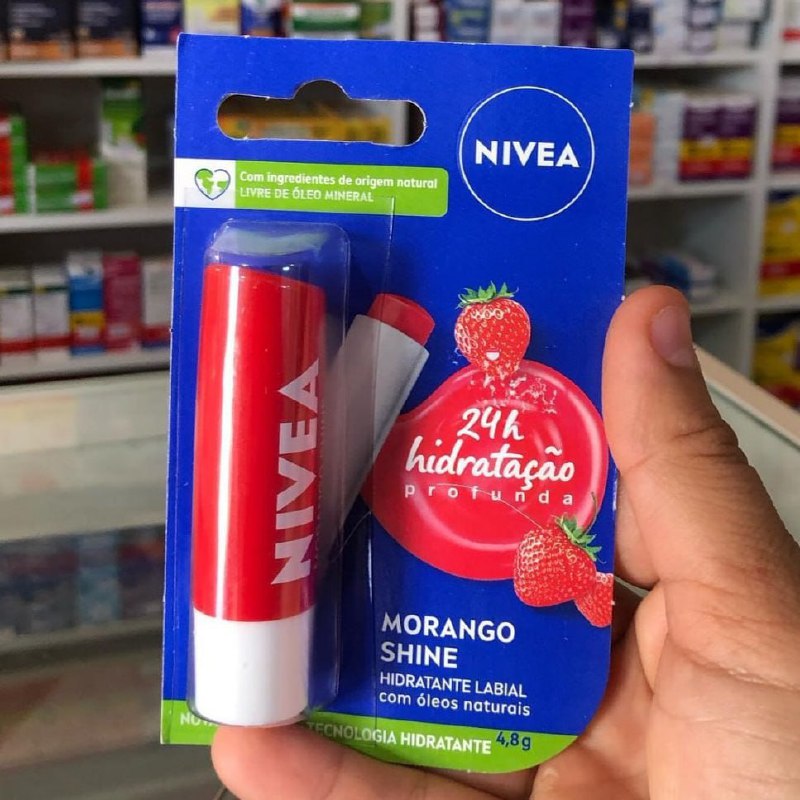 NIVEA
Com ingredientes de origem natural
LIVRE DE ÓLEO MINERAL
NIVEA
24h
hidratação
profunda
MORANGO
SHINE
HIDRATANTE LABIAL
com óleos naturais
TECNOLOGIA HIDRATANTE 4,8g